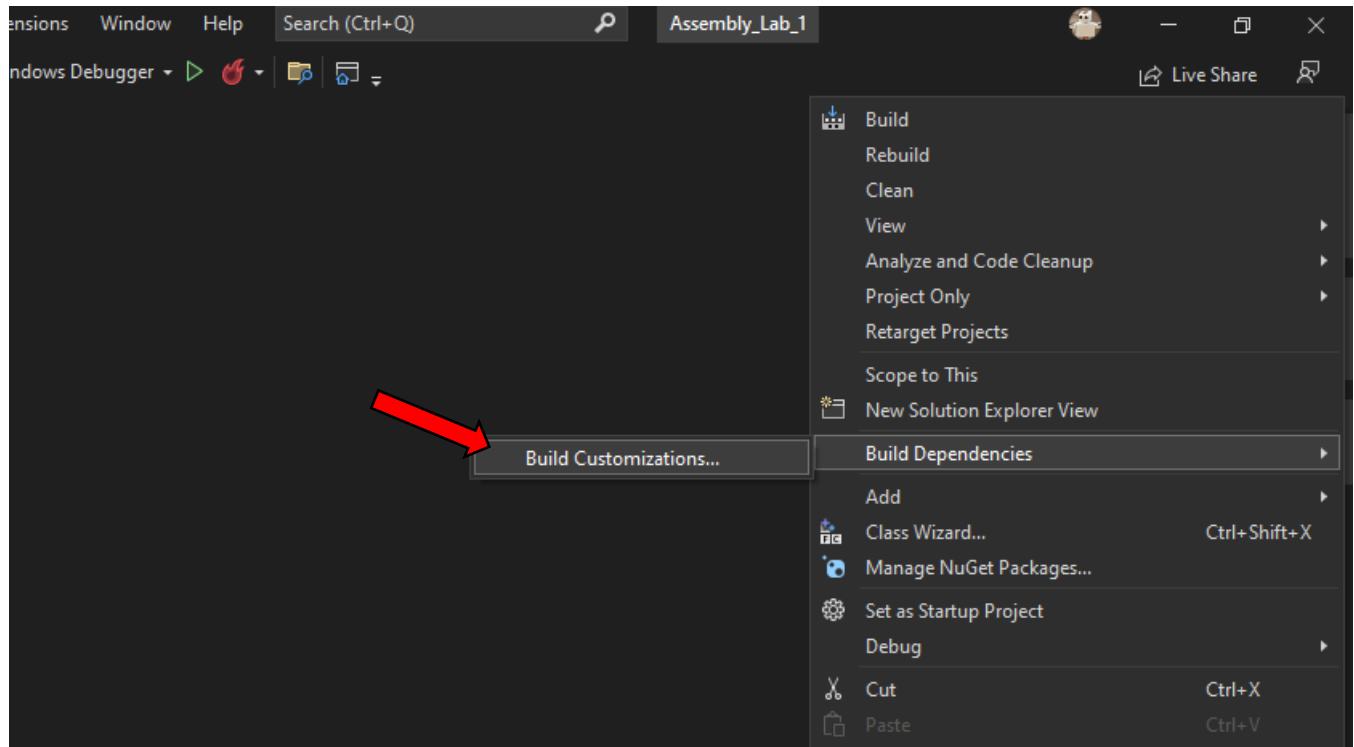 ensions Window Help Search (Ctrl+Q) Assembly_Lab_1
ndows Debugger Live Share
Build
Rebuild
Clean
View
Analyze and Code Cleanup
Project Only
Retarget Projects
Scope to This
New Solution Explorer View
Build Customizations... Build Dependencies
Add
Class Wizard... Ctrl+Shift+X
Manage NuGet Packages...
Set as Startup Project
Debug
Cut Ctrl+X
Paste Ctrl+V